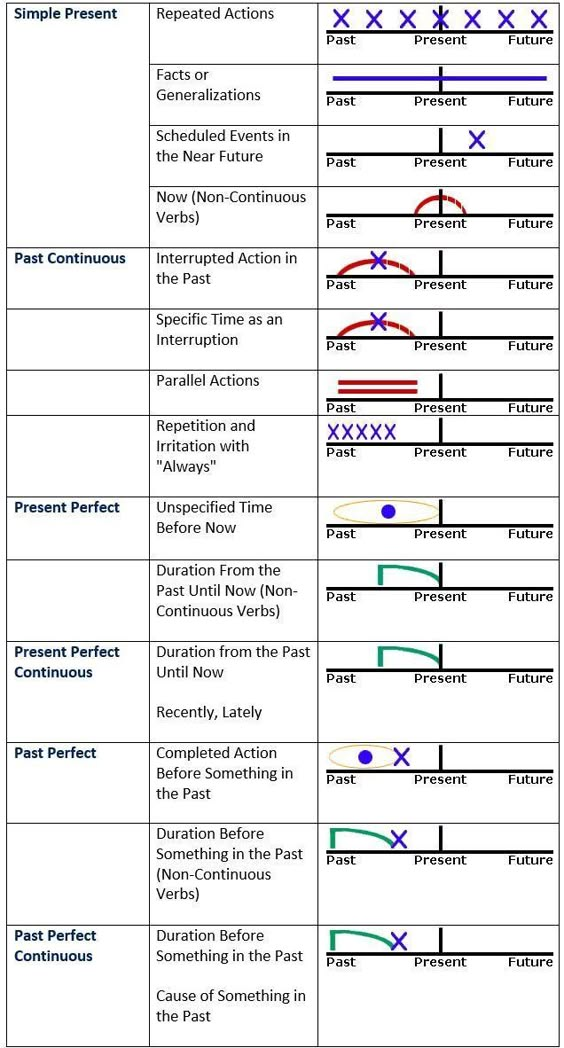 Simple Present
Repeated Actions
Past Present Future
Facts or
Generalizations
Past Present Future
Scheduled Events in
the Near Future
Past Present Future
Now (Non-Continuous
Verbs)
Past Present Future
Past Continuous
Interrupted Action in
the Past
Past Present Future
Specific Time as an
Interruption
Past Present Future
Parallel Actions
Past Present Future
Repetition and
Irritation with
"Always"
Past Present Future
Present Perfect
Unspecified Time
Before Now
Past Present Future
Duration From the
Past Until Now (Non-
Continuous Verbs)
Past Present Future
Present Perfect
Continuous
Duration from the Past
Until Now
Recently, Lately
Past Present Future
Past Perfect
Completed Action
Before Something in
the Past
Past Present Future
Duration Before
Something in the Past
(Non-Continuous
Verbs)
Past Present Future
Past Perfect
Continuous
Duration Before
Something in the Past
Cause of Something in
the Past
Past Present Future